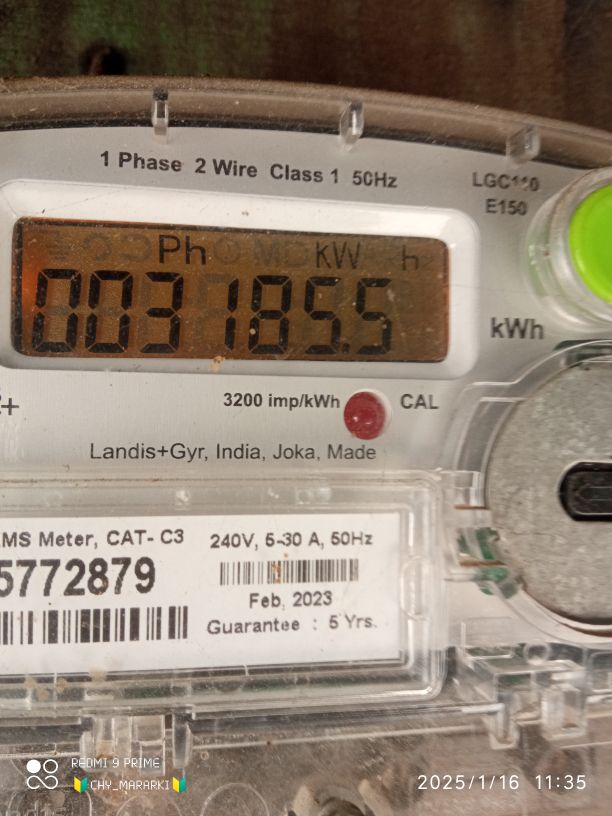 1 Phase 2 Wire Class 1 50Hz
LGC110
E150
Ph MD KW h
003185.5
kWh
3200 imp/kWh
CAL
Landis+Gyr, India, Joka, Made
MS Meter, CAT- C3
5772879
240V, 5-30 A, 50Hz
Feb, 2023
Guarantee : 5 Yrs.
REDMI 9 PRIME
CHY_MARARKI
2025/1/16 11:35